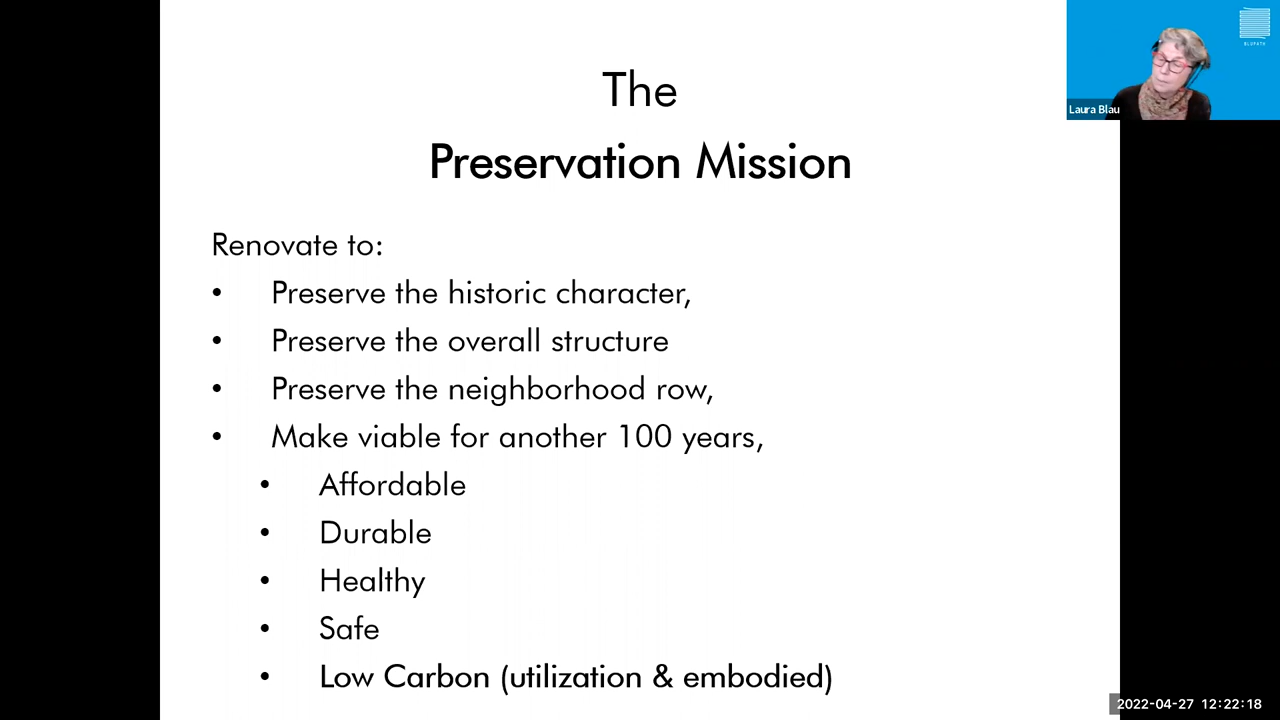 The
Preservation Mission
Renovate to:
• Preserve the historic character,
• Preserve the overall structure
• Preserve the neighborhood row,
• Make viable for another 100 years,
• Affordable
• Durable
• Healthy
• Safe
• Low Carbon (utilization & embodied)
BLUPATH
Laura Blau
2022-04-27 12:22:18